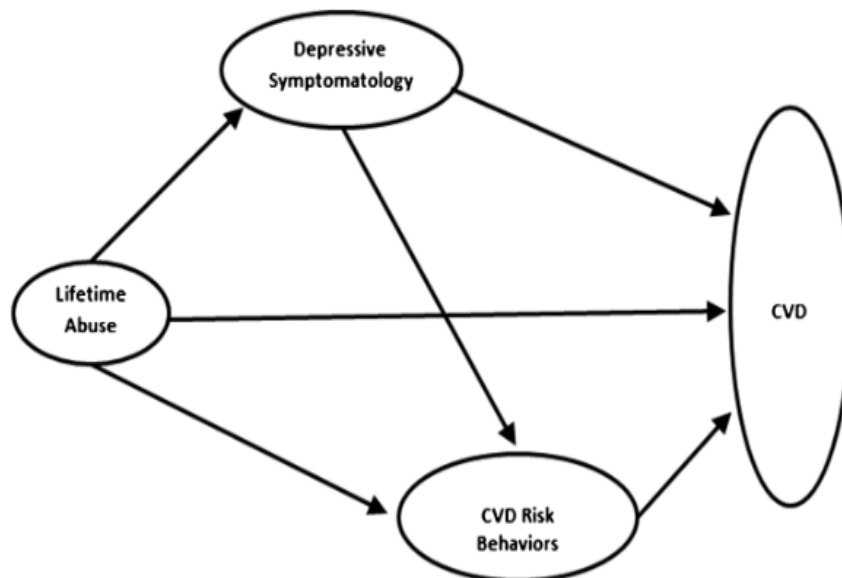 Depressive
Symptomatology
Lifetime
Abuse
CVD
CVD Risk
Behaviors